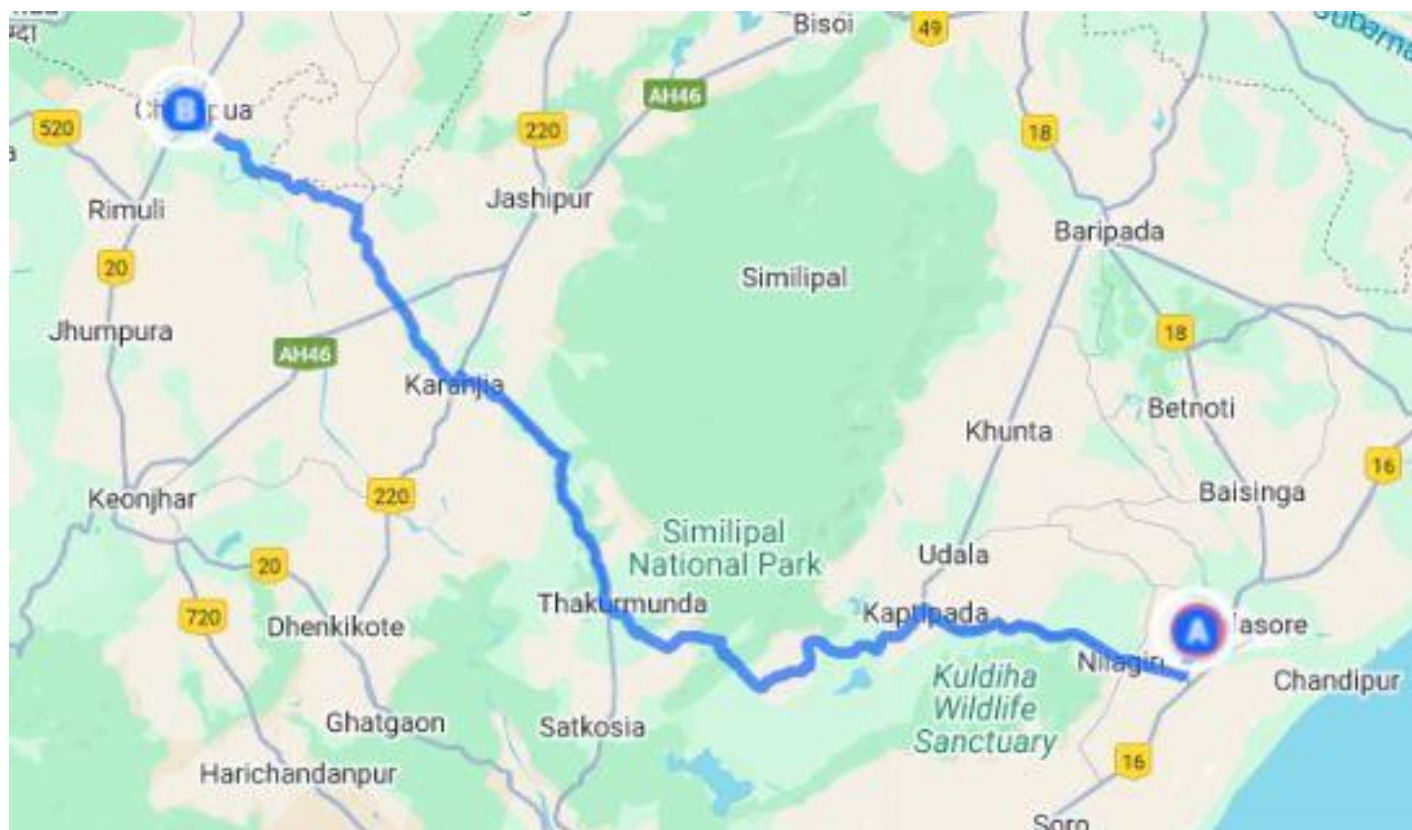 Bisoi
49
AH46
520
220
18
Rimuli
Jashipur
Baripada
20
Similipal
Jhumpura
AH46
18
Karanjia
Betnoti
Khunta
16
Keonjhar
220
Baisinga
Similipal
National Park
Udala
20
Thakurmunda
Kaptipada
720
Dhenkikote
A
B
Nilagiri
Chandipur
Kuldiha
Wildlife
Sanctuary
Ghatgaon
Satkosia
16
Harichandanpur
Soro